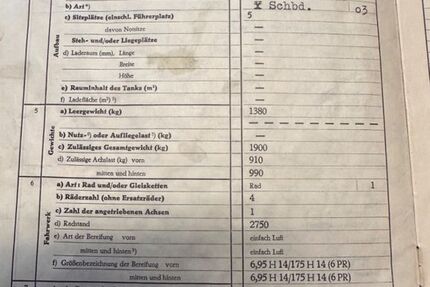 b) Art*) Schbd. 03
c) Sitzplätze (einschl. Führerplatz) 5
davon Notsitze —
Steh- und/oder Liegeplätze —
d) Laderaum (mm), Länge —
Breite —
Höhe —
e) Rauminhalt des Tanks (m³) —
f) Ladefläche (m²) —
Aufbau
5 a) Leergewicht (kg) 1380
b) Nutz-²) oder Aufliegelast³) (kg) —
c) Zulässiges Gesamtgewicht (kg) 1900
d) Zulässige Achslast (kg) vorn 910
mitten und hinten 990
Gewichte
6 a) Art: Rad und/oder Gleisketten Rad 1
b) Räderzahl (ohne Ersatzräder) 4
c) Zahl der angetriebenen Achsen 1
d) Radstand 2750
e) Art der Bereifung vorn einfach Luft
mitten und hinten einfach Luft
f) Größenbezeichnung der Bereifung vorn 6,95 H 14/175 H 14 (6 PR)
mitten und hinten 6,95 H 14/175 H 14 (6 PR)
Fahrwerk